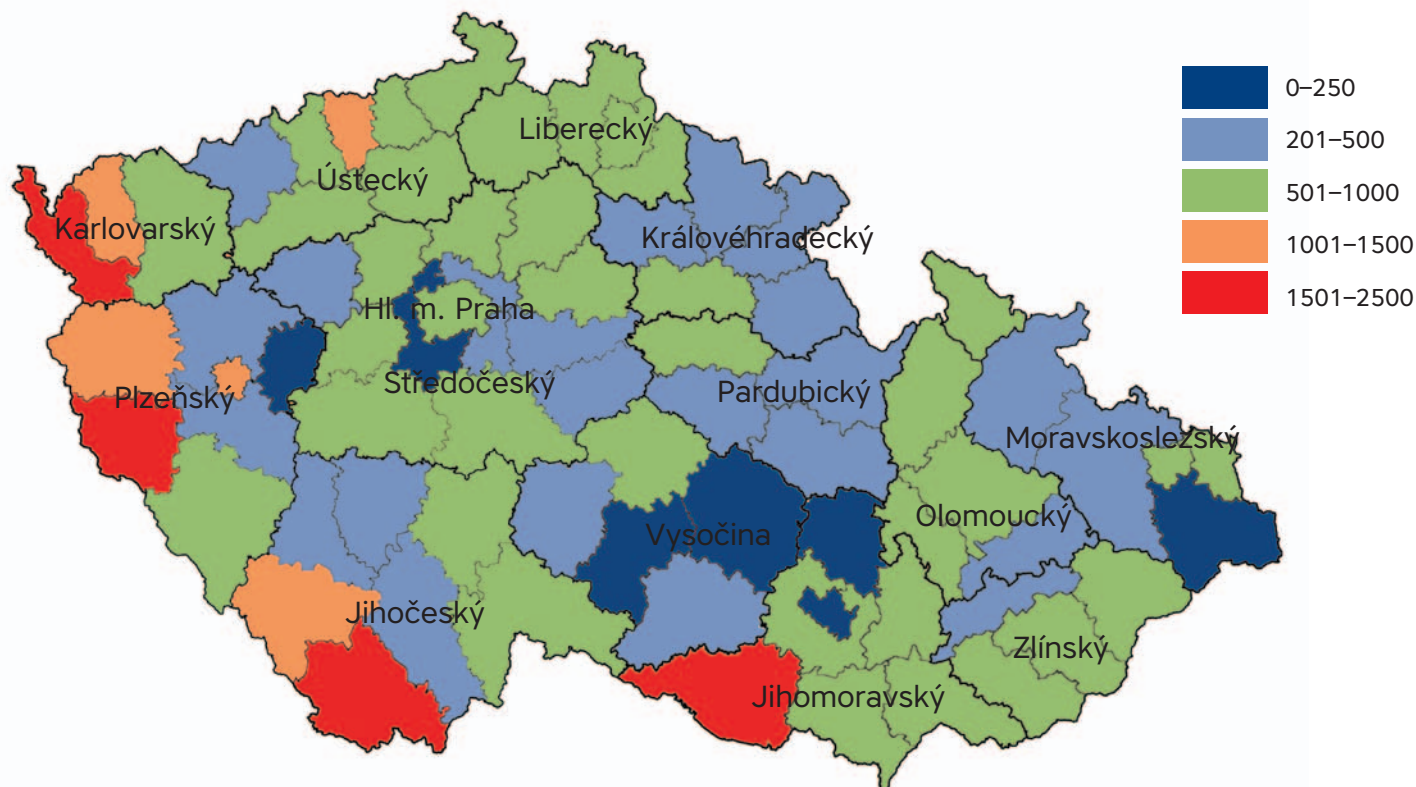 0–250
201–500
501–1000
1001–1500
1501–2500
Liberecký
Ústecký
Karlovarský
Královéhradecký
Hl. m. Praha
Středočeský
Plzeňský
Pardubický
Moravskoslezský
Olomoucký
Vysočina
Jihočeský
Zlínský
Jihomoravský